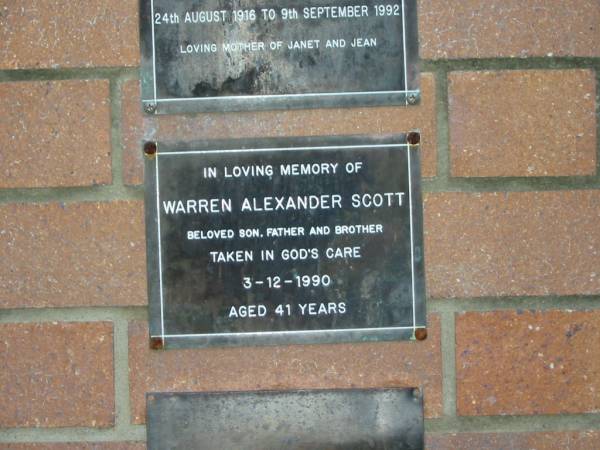 24th AUGUST 1916 TO 9th SEPTEMBER 1992
LOVING MOTHER OF JANET AND JEAN
IN LOVING MEMORY OF
WARREN ALEXANDER SCOTT
BELOVED SON, FATHER AND BROTHER
TAKEN IN GOD'S CARE
3-12-1990
AGED 41 YEARS